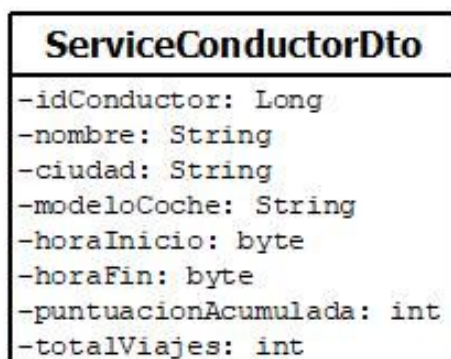 ServiceConductorDto
-idConductor: Long
-nombre: String
-ciudad: String
-modeloCoche: String
-horaInicio: byte
-horaFin: byte
-puntuacionAcumulada: int
-totalViajes: int